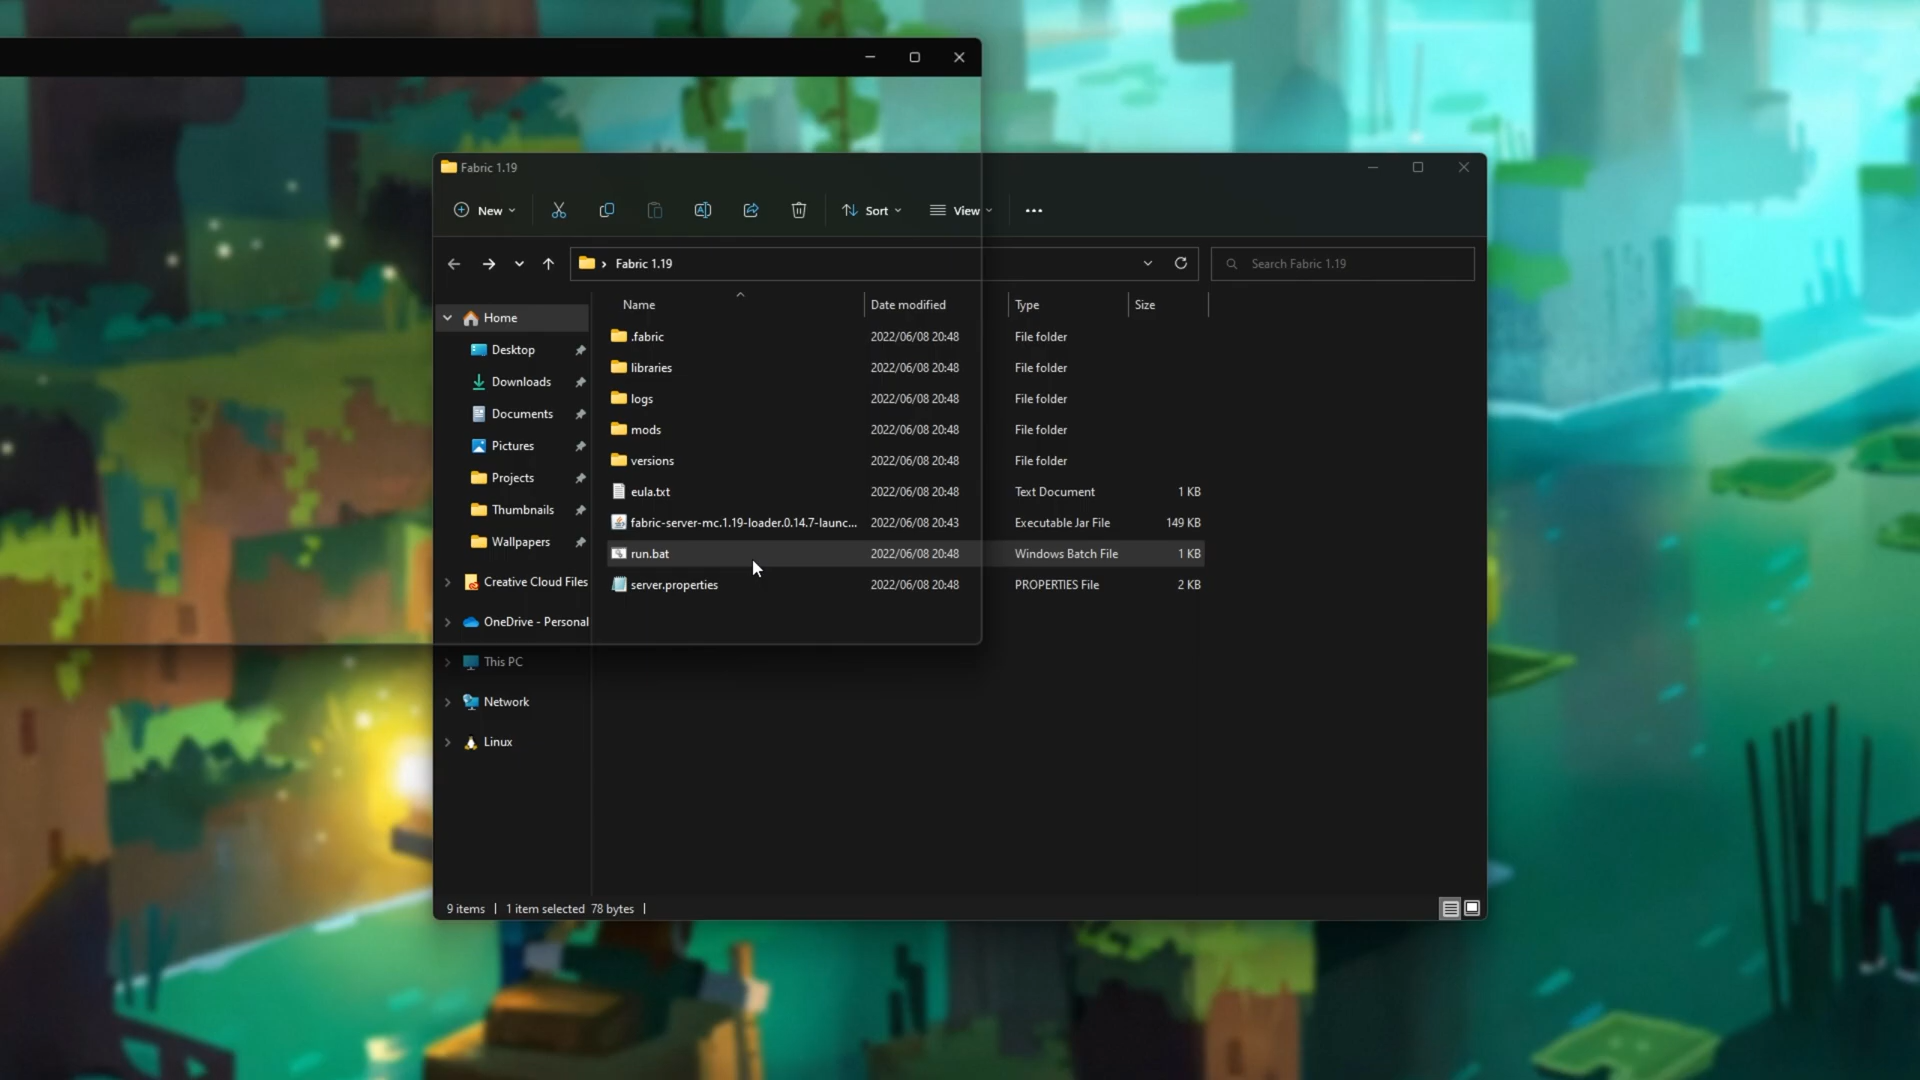 Fabric 1.19
New
Sort
View
Fabric 1.19
Search Fabric 1.19
Name Date modified Type Size
Home
Desktop
Downloads
Documents
Pictures
Projects
Thumbnails
Wallpapers
Creative Cloud Files
OneDrive - Personal
This PC
Network
Linux
.fabric 2022/06/08 20:48 File folder
libraries 2022/06/08 20:48 File folder
logs 2022/06/08 20:48 File folder
mods 2022/06/08 20:48 File folder
versions 2022/06/08 20:48 File folder
eula.txt 2022/06/08 20:48 Text Document 1 KB
fabric-server-mc.1.19-loader.0.14.7-launc... 2022/06/08 20:43 Executable Jar File 149 KB
run.bat 2022/06/08 20:48 Windows Batch File 1 KB
server.properties 2022/06/08 20:48 PROPERTIES File 2 KB
9 items | 1 item selected 78 bytes |